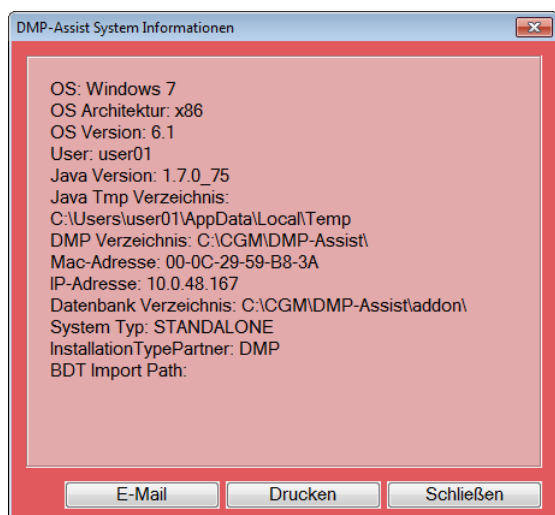 DMP-Assist System Informationen
OS: Windows 7
OS Architektur: x86
OS Version: 6.1
User: user01
Java Version: 1.7.0_75
Java Tmp Verzeichnis:
C:\Users\user01\AppData\Local\Temp
DMP Verzeichnis: C:\CGM\DMP-Assist\
Mac-Adresse: 00-0C-29-59-B8-3A
IP-Adresse: 10.0.48.167
Datenbank Verzeichnis: C:\CGM\DMP-Assist\addon\
System Typ: STANDALONE
InstallationTypePartner: DMP
BDT Import Path:
E-Mail Drucken Schließen